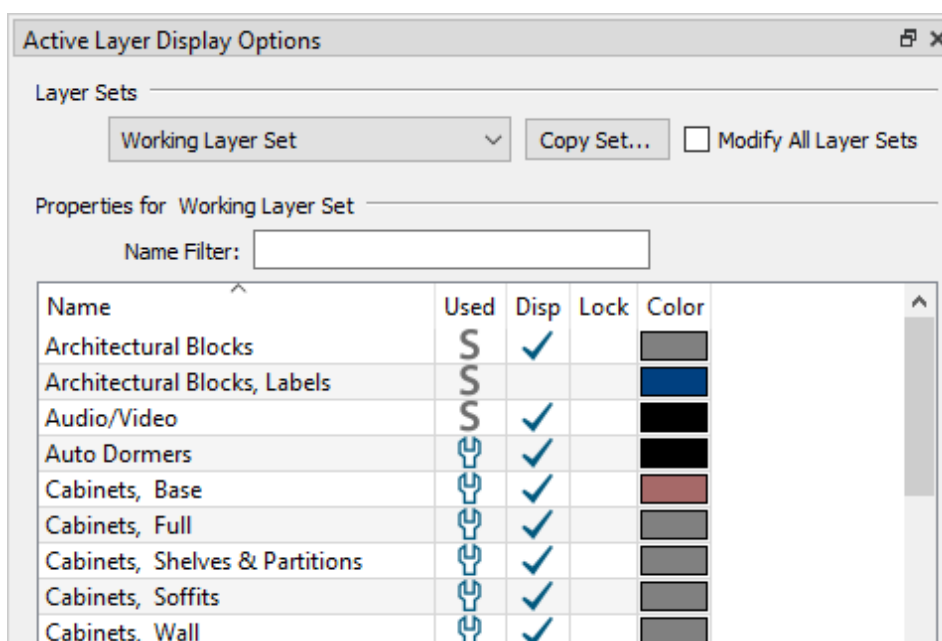 Active Layer Display Options
Layer Sets
Working Layer Set Copy Set... Modify All Layer Sets
Properties for Working Layer Set
Name Filter:
Name Used Disp Lock Color
Architectural Blocks S
Architectural Blocks, Labels S
Audio/Video S
Auto Dormers
Cabinets, Base
Cabinets, Full
Cabinets, Shelves & Partitions
Cabinets, Soffits
Cabinets, Wall